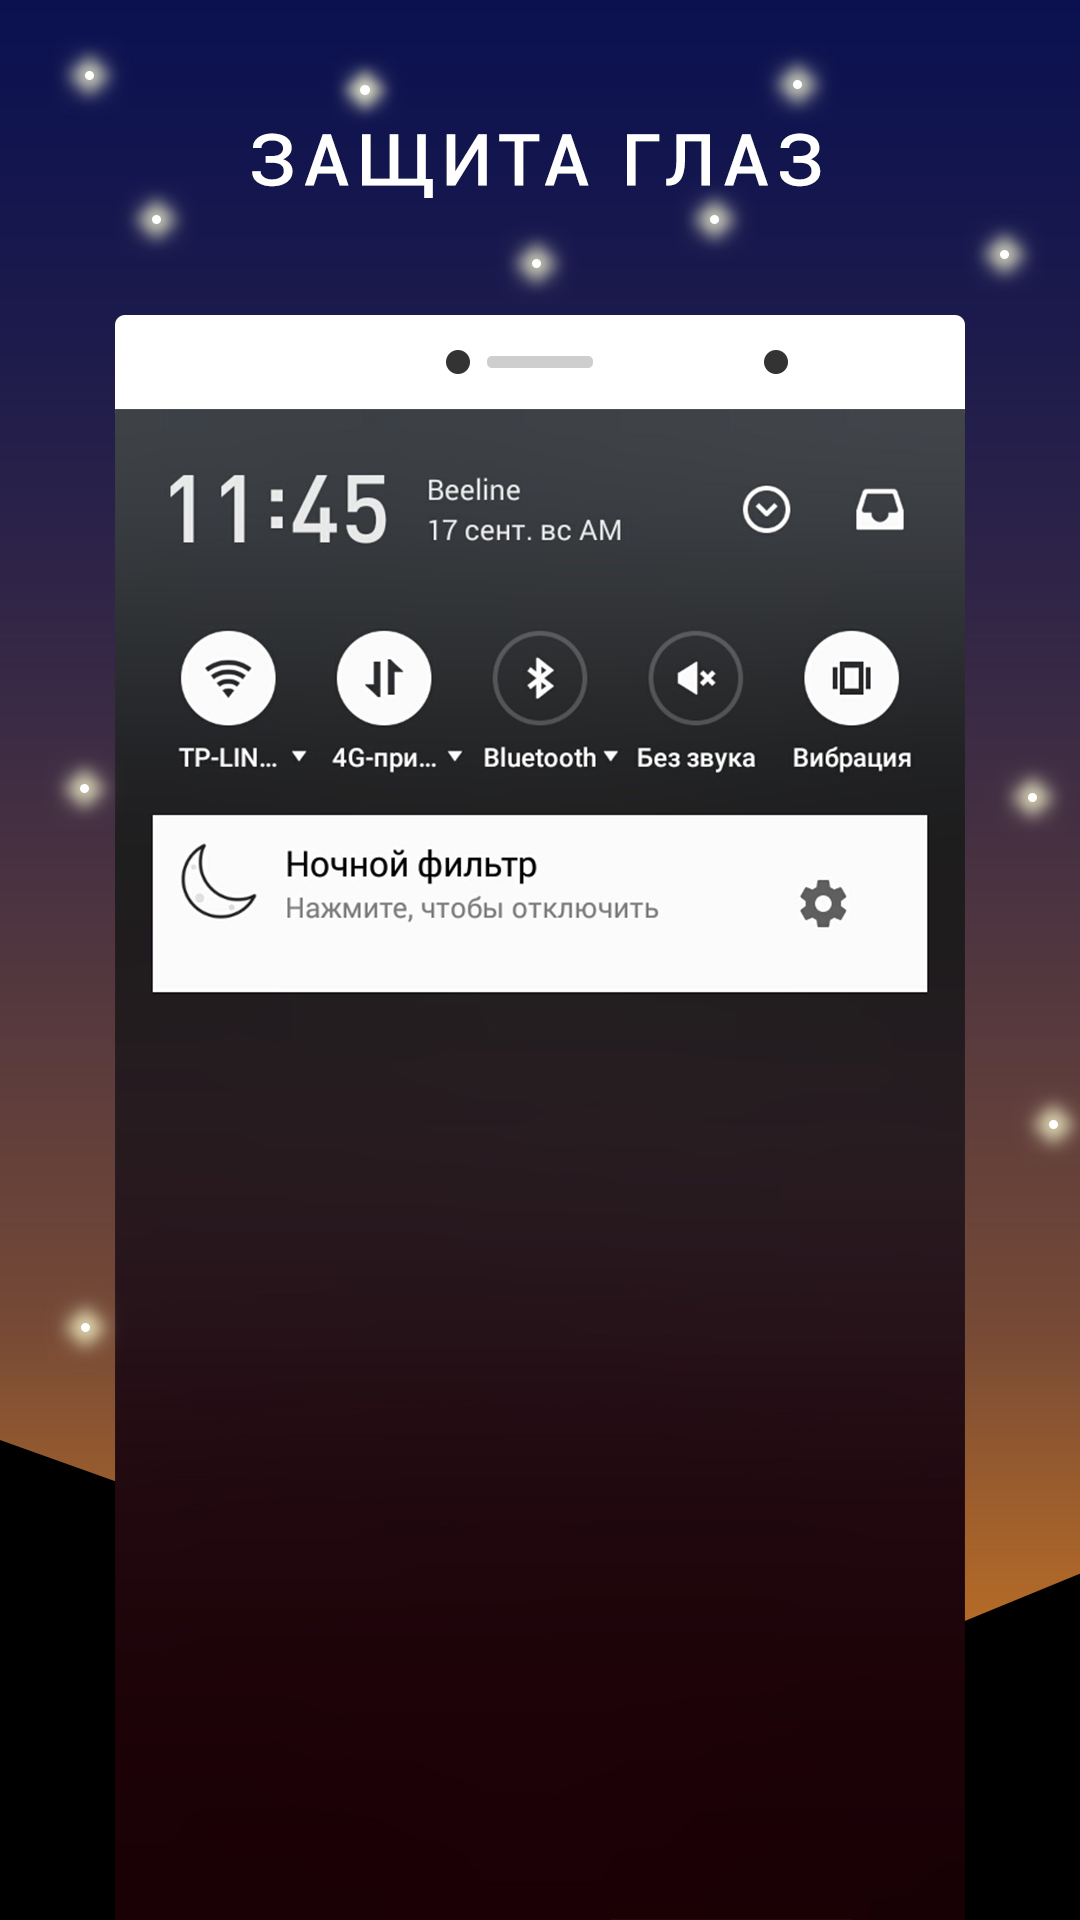 ЗАЩИТА ГЛАЗ
11:45
Beeline
17 сент. вс AM
TP-LIN...
4G-при...
Bluetooth
Без звука
Вибрация
Ночной фильтр
Нажмите, чтобы отключить